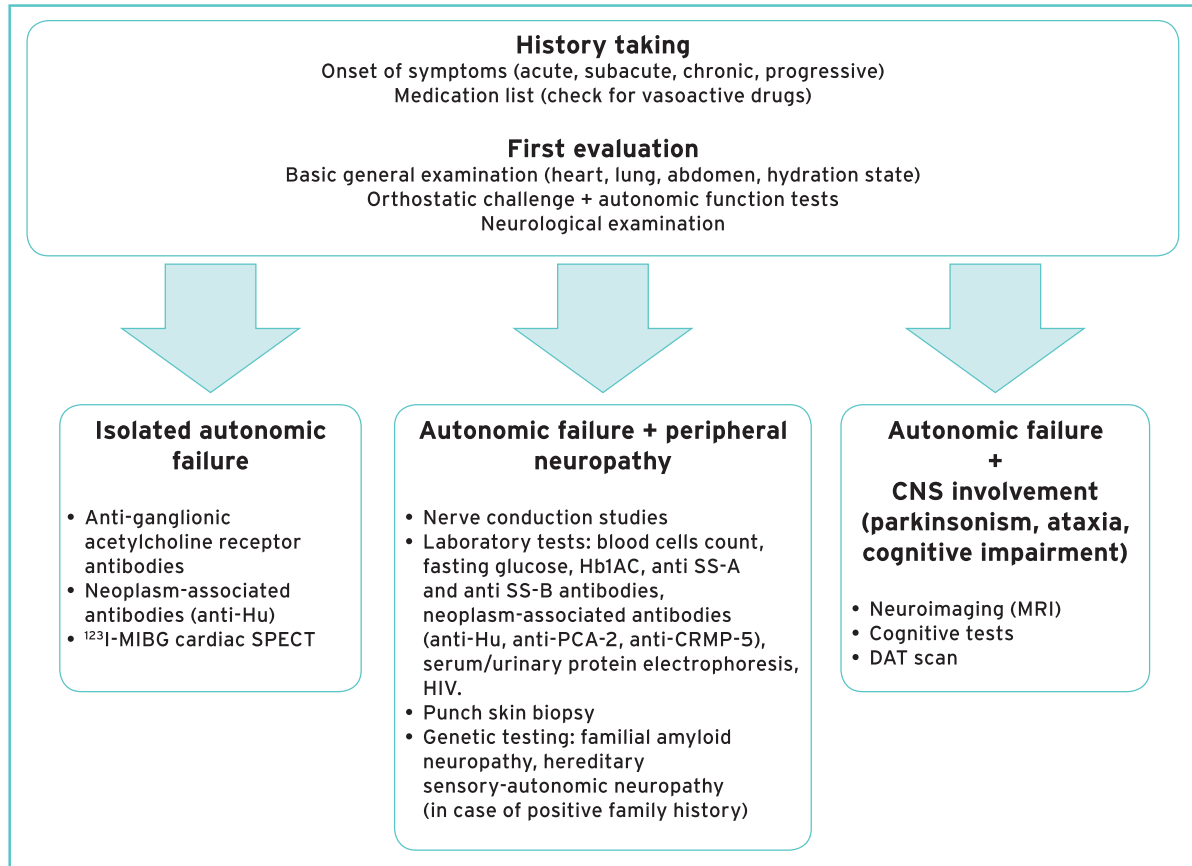 History taking
Onset of symptoms (acute, subacute, chronic, progressive)
Medication list (check for vasoactive drugs)
First evaluation
Basic general examination (heart, lung, abdomen, hydration state)
Orthostatic challenge + autonomic function tests
Neurological examination
Isolated autonomic
failure
• Anti-ganglionic
acetylcholine receptor
antibodies
• Neoplasm-associated
antibodies (anti-Hu)
• ¹²³I-MIBG cardiac SPECT
Autonomic failure + peripheral
neuropathy
• Nerve conduction studies
• Laboratory tests: blood cells count,
fasting glucose, Hb1AC, anti SS-A
and anti SS-B antibodies,
neoplasm-associated antibodies
(anti-Hu, anti-PCA-2, anti-CRMP-5),
serum/urinary protein electrophoresis,
HIV.
• Punch skin biopsy
• Genetic testing: familial amyloid
neuropathy, hereditary
sensory-autonomic neuropathy
(in case of positive family history)
Autonomic failure
+
CNS involvement
(parkinsonism, ataxia,
cognitive impairment)
• Neuroimaging (MRI)
• Cognitive tests
• DAT scan